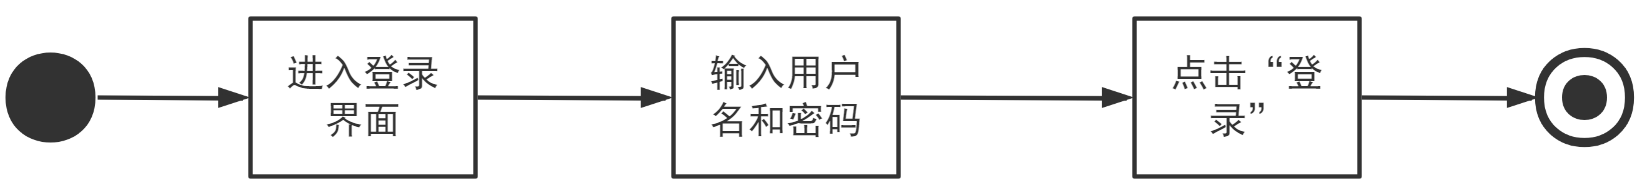 进入登录
界面
输入用户
名和密码
点击“登
录”